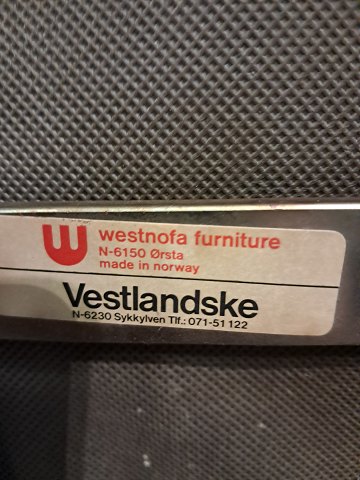 westnofa furniture
N-6150 Ørsta
made in norway
Vestlandske
N-6230 Sykkylven Tlf.: 071-51 122